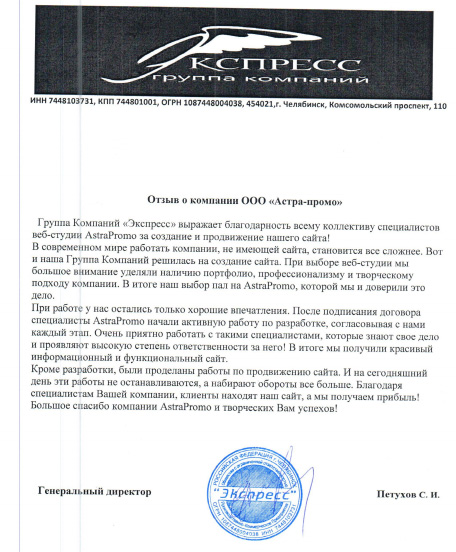 ЭКСПРЕСС
группа компаний
ИНН 7448103731, КПП 744801001, ОГРН 1087448004038, 454021,г. Челябинск, Комсомольский проспект, 110
Отзыв о компании ООО «Астра-промо»
Группа Компаний «Экспресс» выражает благодарность всему коллективу специалистов
веб-студии AstraPromo за создание и продвижение нашего сайта!
В современном мире работать компании, не имеющей сайта, становится все сложнее. Вот
и наша Группа Компаний решилась на создание сайта. При выборе веб-студии мы
большое внимание уделяли наличию портфолио, профессионализму и творческому
подходу компании. В итоге наш выбор пал на AstraPromo, которой мы и доверили это
дело.
При работе у нас остались только хорошие впечатления. После подписания договора
специалисты AstraPromo начали активную работу по разработке, согласовывая с нами
каждый этап. Очень приятно работать с такими специалистами, которые знают свое дело
и проявляют высокую степень ответственности за него! В итоге мы получили красивый
информационный и функциональный сайт.
Кроме разработки, были проделаны работы по продвижению сайта. И на сегодняшний
день эти работы не останавливаются, а набирают обороты все больше. Благодаря
специалистам Вашей компании, клиенты находят наш сайт, а мы получаем прибыль!
Большое спасибо компании AstraPromo и творческих Вам успехов!
РОССИЙСКАЯ ФЕДЕРАЦИЯ
"Экспресс"
ОГРН 1087448004038 ИНН 7448103731
Генеральный директор
Петухов С. И.